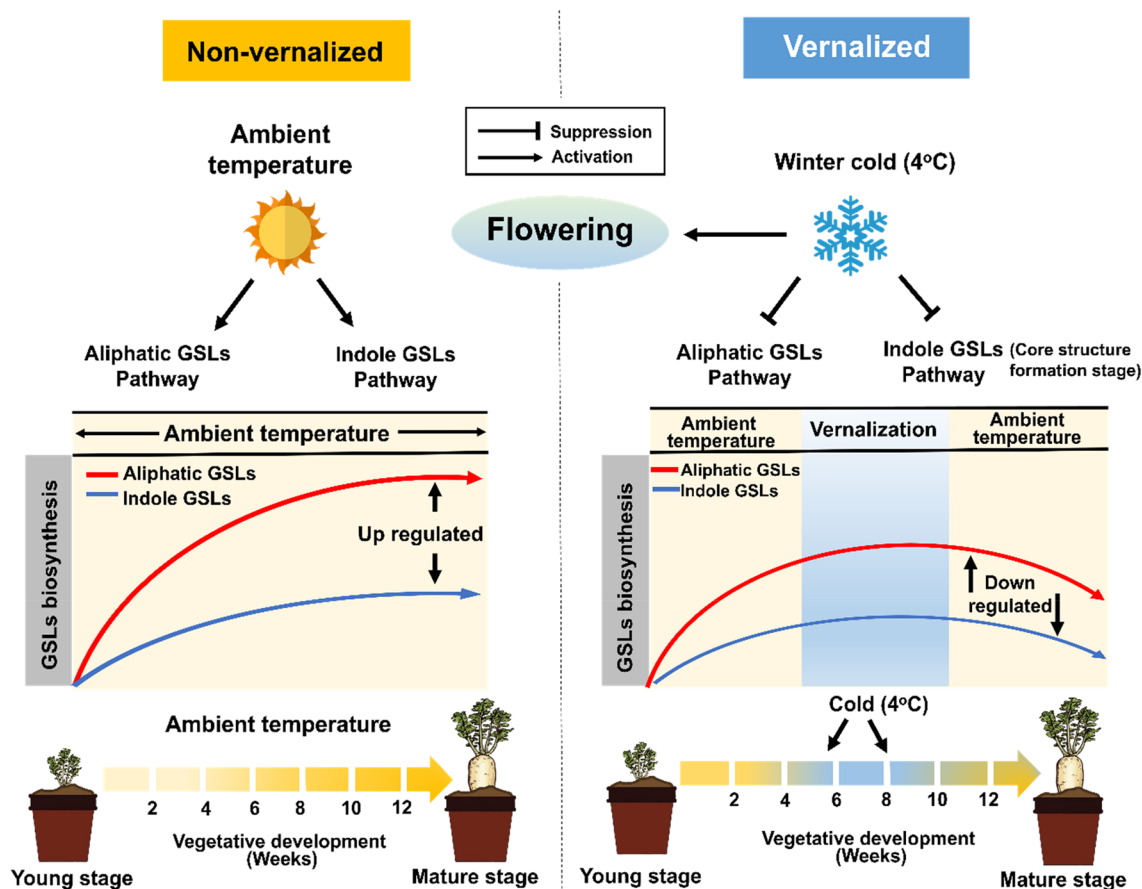 Non-vernalized
Vernalized
Suppression
Activation
Ambient
temperature
Winter cold (4ºC)
Flowering
Aliphatic GSLs
Pathway
Indole GSLs
Pathway
Aliphatic GSLs
Pathway
Indole GSLs
Pathway
(Core structure
formation stage)
Ambient temperature
Aliphatic GSLs
Indole GSLs
Up regulated
GSLs biosynthesis
Ambient
temperature
Vernalization
Ambient
temperature
Aliphatic GSLs
Indole GSLs
Down
regulated
GSLs biosynthesis
Ambient temperature
2 4 6 8 10 12
Vegetative development
(Weeks)
Young stage
Mature stage
Cold (4ºC)
2 4 6 8 10 12
Vegetative development
(Weeks)
Young stage
Mature stage